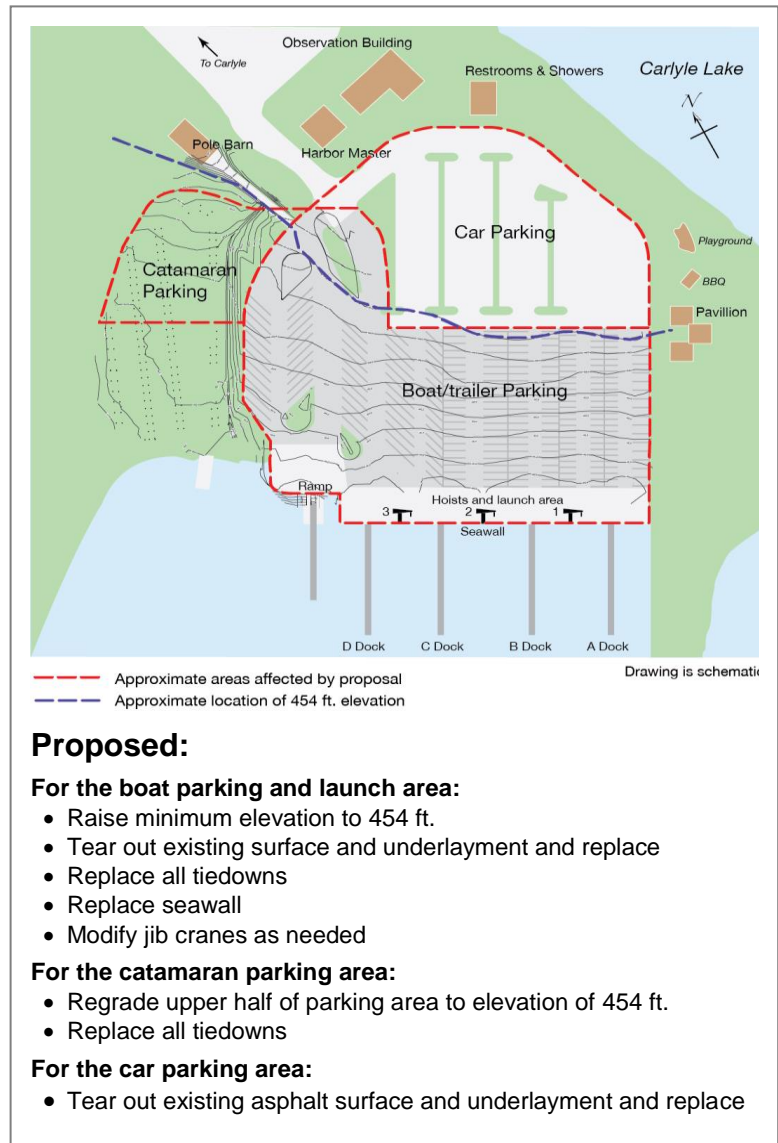 To Carlyle
Observation Building
Restrooms & Showers
Carlyle Lake
N
Pole Barn
Harbor Master
Car Parking
Playground
BBQ
Pavillion
Catamaran
Parking
Boat/trailer Parking
Ramp
Hoists and launch area
3
2
1
Seawall
D Dock
C Dock
B Dock
A Dock
Approximate areas affected by proposal
Drawing is schematic
Approximate location of 454 ft. elevation
Proposed:
For the boat parking and launch area:
• Raise minimum elevation to 454 ft.
• Tear out existing surface and underlayment and replace
• Replace all tiedowns
• Replace seawall
• Modify jib cranes as needed
For the catamaran parking area:
• Regrade upper half of parking area to elevation of 454 ft.
• Replace all tiedowns
For the car parking area:
• Tear out existing asphalt surface and underlayment and replace